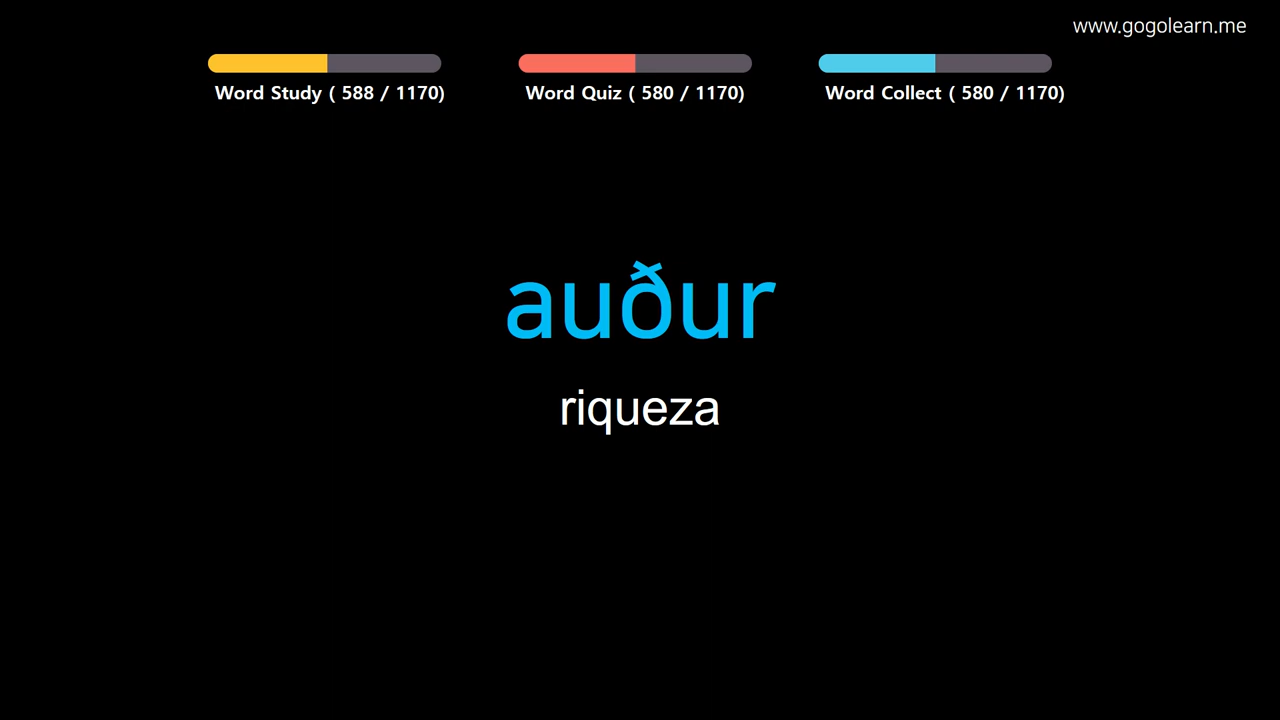 www.gogolearn.me
Word Study ( 588 / 1170)
Word Quiz ( 580 / 1170)
Word Collect ( 580 / 1170)
auður
riqueza